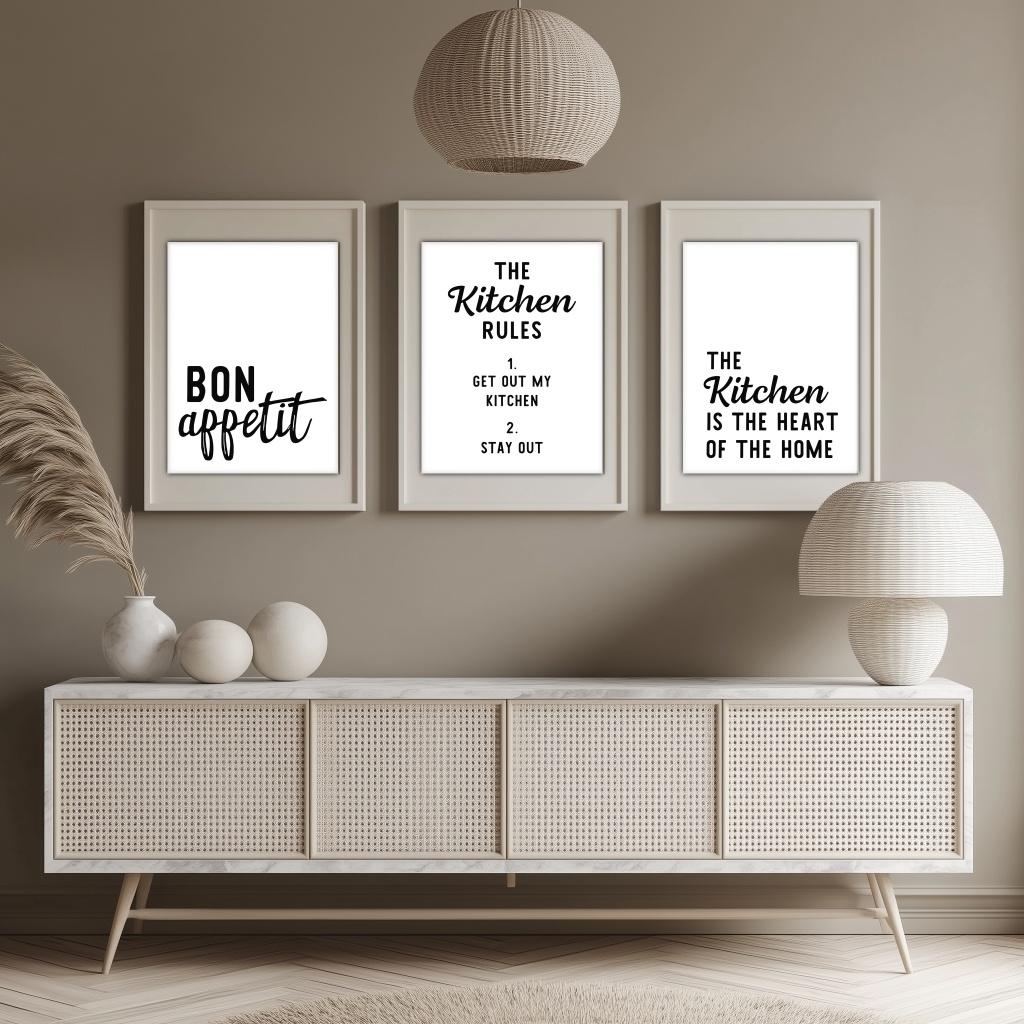 BON
appetit
THE
Kitchen
RULES
1.
GET OUT MY
KITCHEN
2.
STAY OUT
THE
Kitchen
IS THE HEART
OF THE HOME